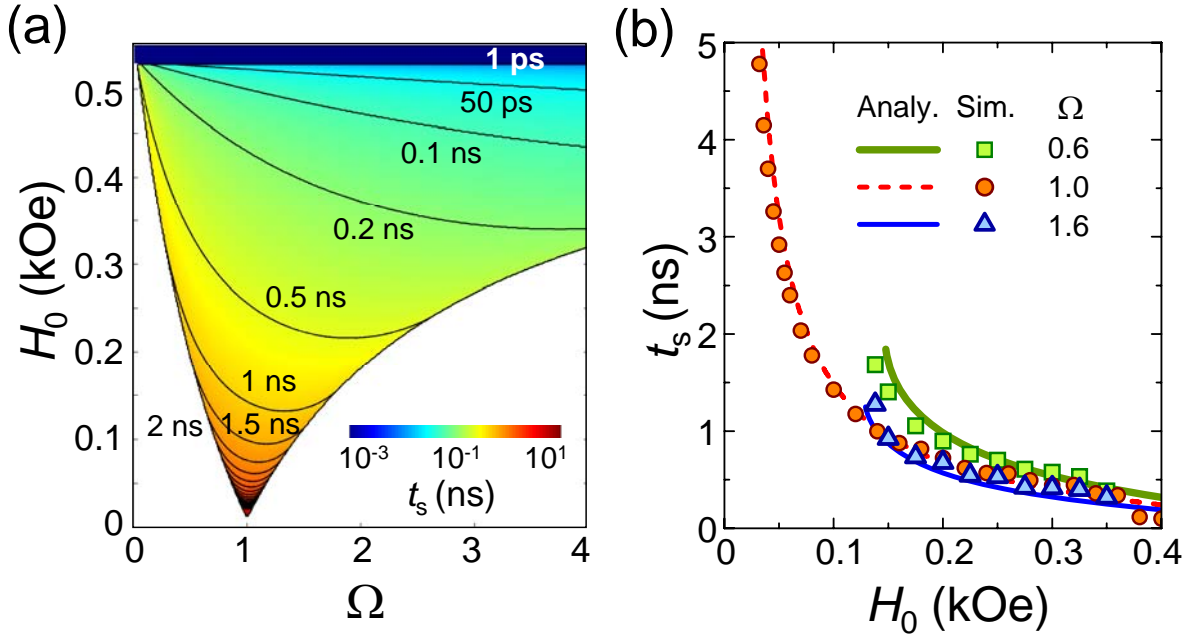 (a)
1 ps
50 ps
0.1 ns
0.2 ns
0.5 ns
1 ns
1.5 ns
2 ns
10⁻³ 10⁻¹ 10¹
tₛ (ns)
0.5
0.4
0.3
0.2
0.1
0
H₀ (kOe)
0 1 2 3 4
Ω
(b)
Analy. Sim. Ω
0.6
1.0
1.6
5
4
3
2
1
0
tₛ (ns)
0 0.1 0.2 0.3 0.4
H₀ (kOe)